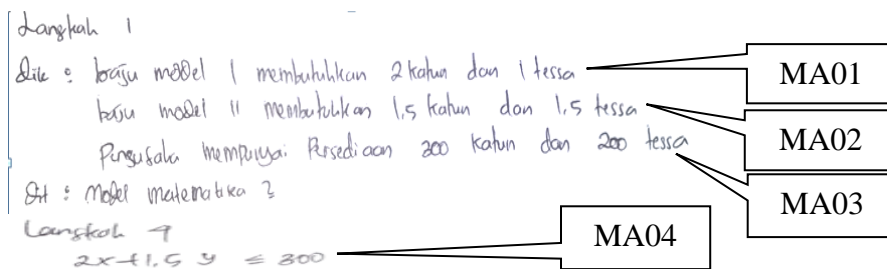 Langkah 1
Dik : baju model I membutuhkan 2 katun dan 1 tessa
MA01
baju model II membutuhkan 1,5 katun dan 1.5 tessa
MA02
Pengusaha mempunyai Persediaan 300 katun dan 200 tessa
MA03
Dit : Model matematika ?
Langkah 4
MA04
2x + 1,5 y ≤ 300